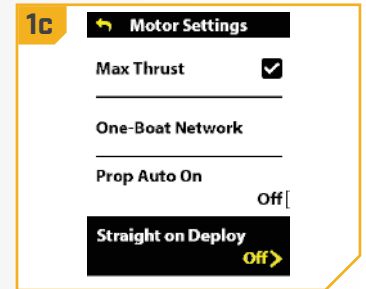 1c
Motor Settings
Max Thrust
One-Boat Network
Prop Auto On
Off[
Straight on Deploy
Off>